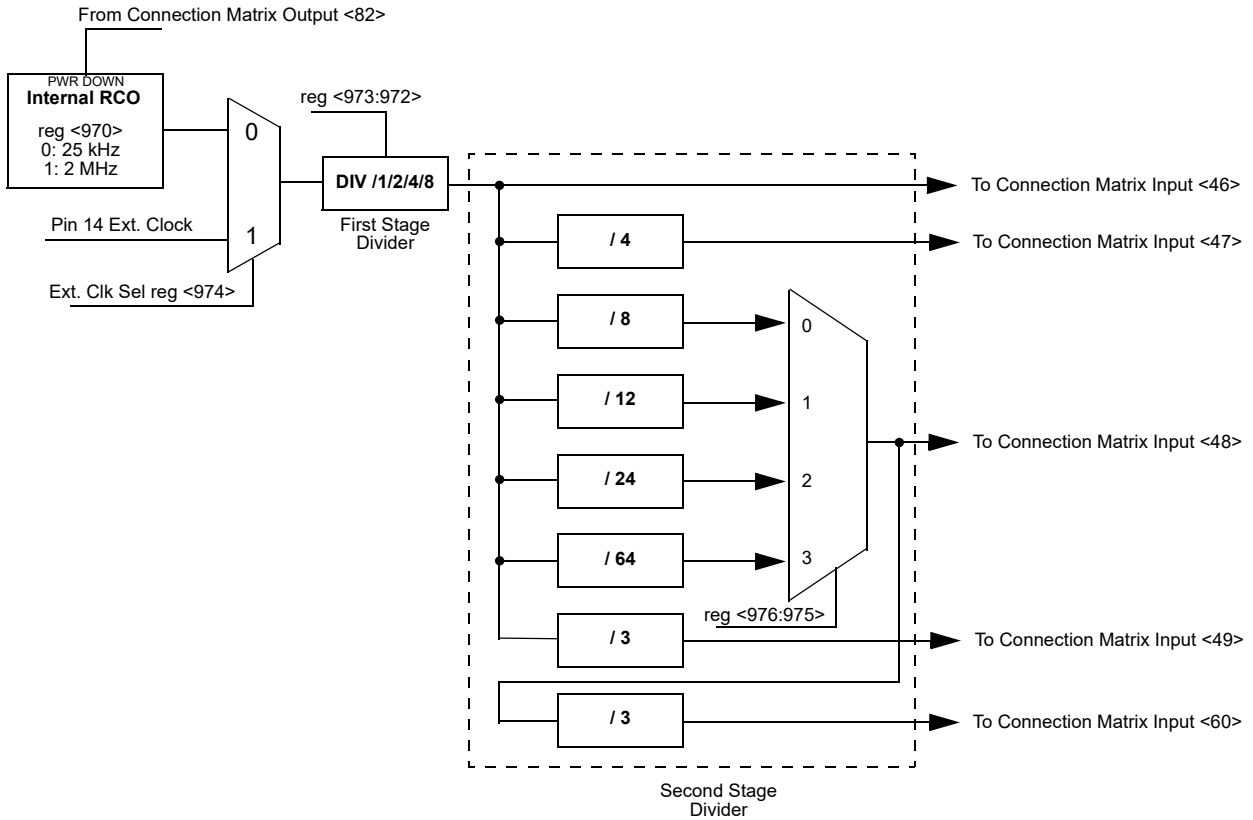 From Connection Matrix Output <82>
PWR DOWN
Internal RCO
reg <970>
0: 25 kHz
1: 2 MHz
0
1
Pin 14 Ext. Clock
Ext. Clk Sel reg <974>
reg <973:972>
DIV /1/2/4/8
First Stage
Divider
To Connection Matrix Input <46>
/ 4
To Connection Matrix Input <47>
/ 8
0
/ 12
1
To Connection Matrix Input <48>
/ 24
2
/ 64
3
reg <976:975>
/ 3
To Connection Matrix Input <49>
/ 3
To Connection Matrix Input <60>
Second Stage
Divider